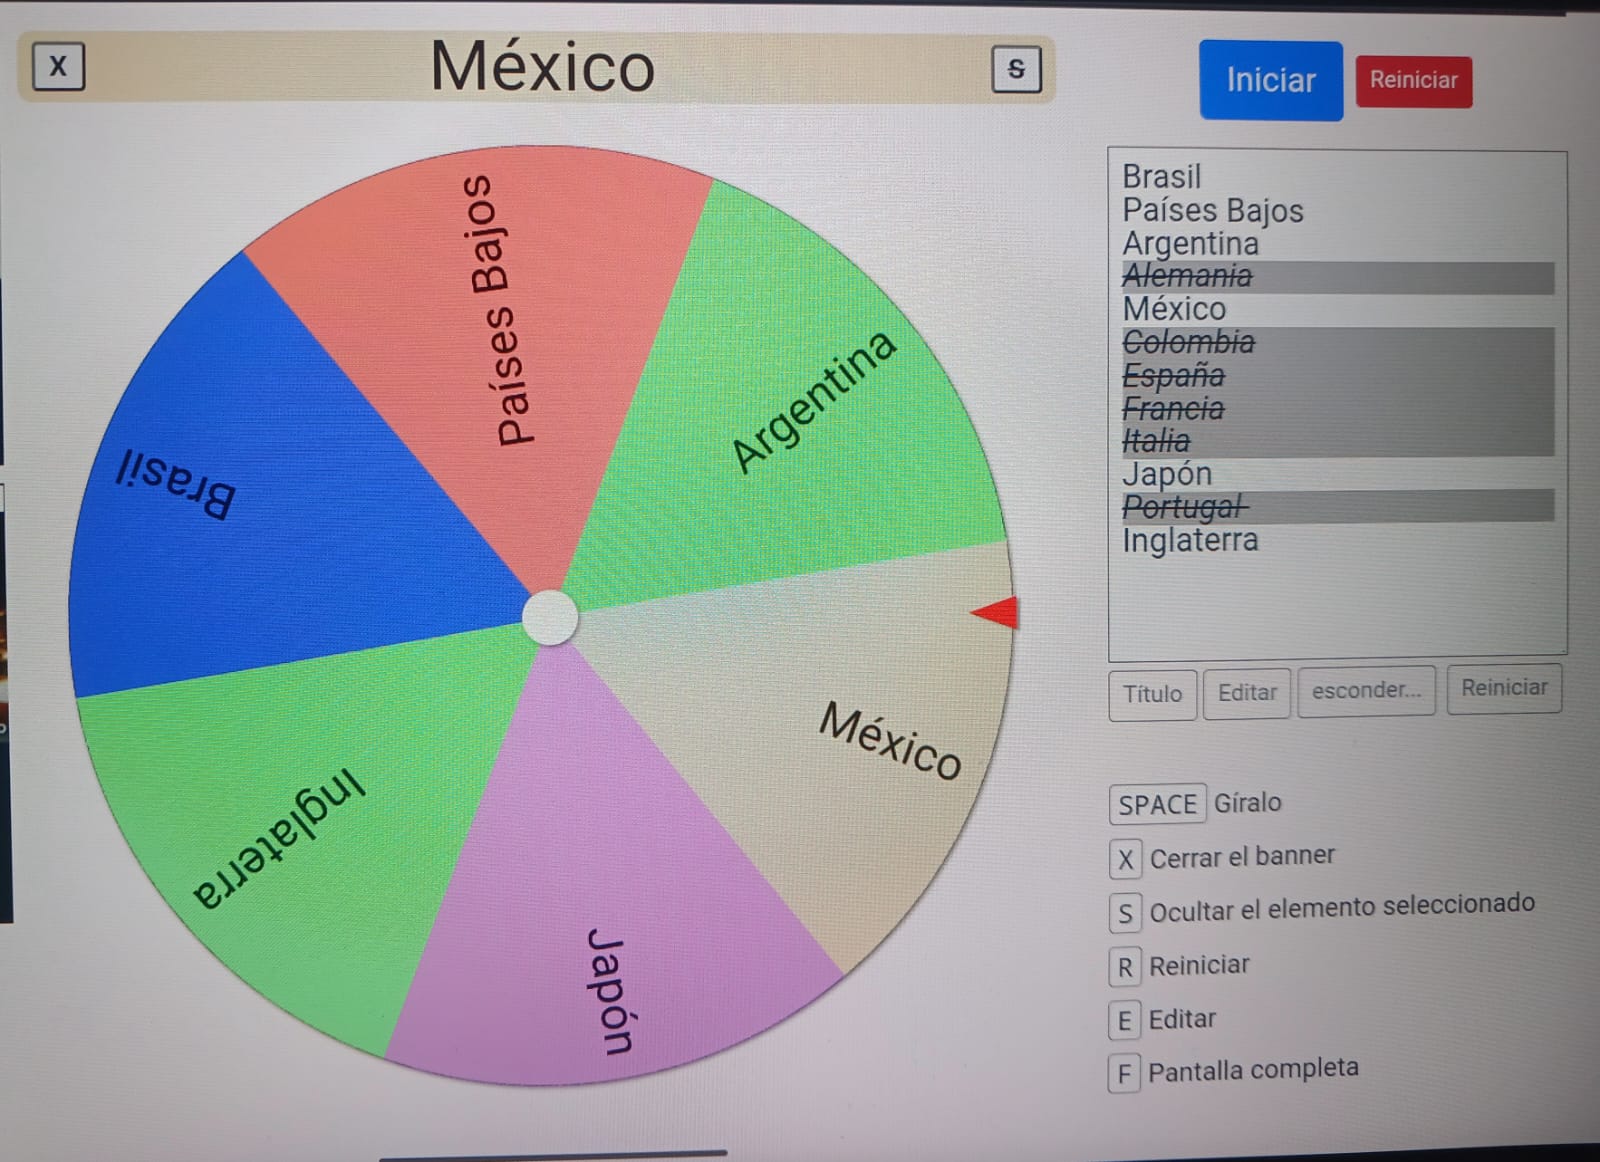 X
México
S
Iniciar
Reiniciar
Países Bajos
Argentina
México
Japón
Inglaterra
Brasil
Brasil
Países Bajos
Argentina
Alemania
México
Colombia
España
Francia
Italia
Japón
Portugal
Inglaterra
Título
Editar
esconder...
Reiniciar
SPACE Gíralo
X Cerrar el banner
S Ocultar el elemento seleccionado
R Reiniciar
E Editar
F Pantalla completa